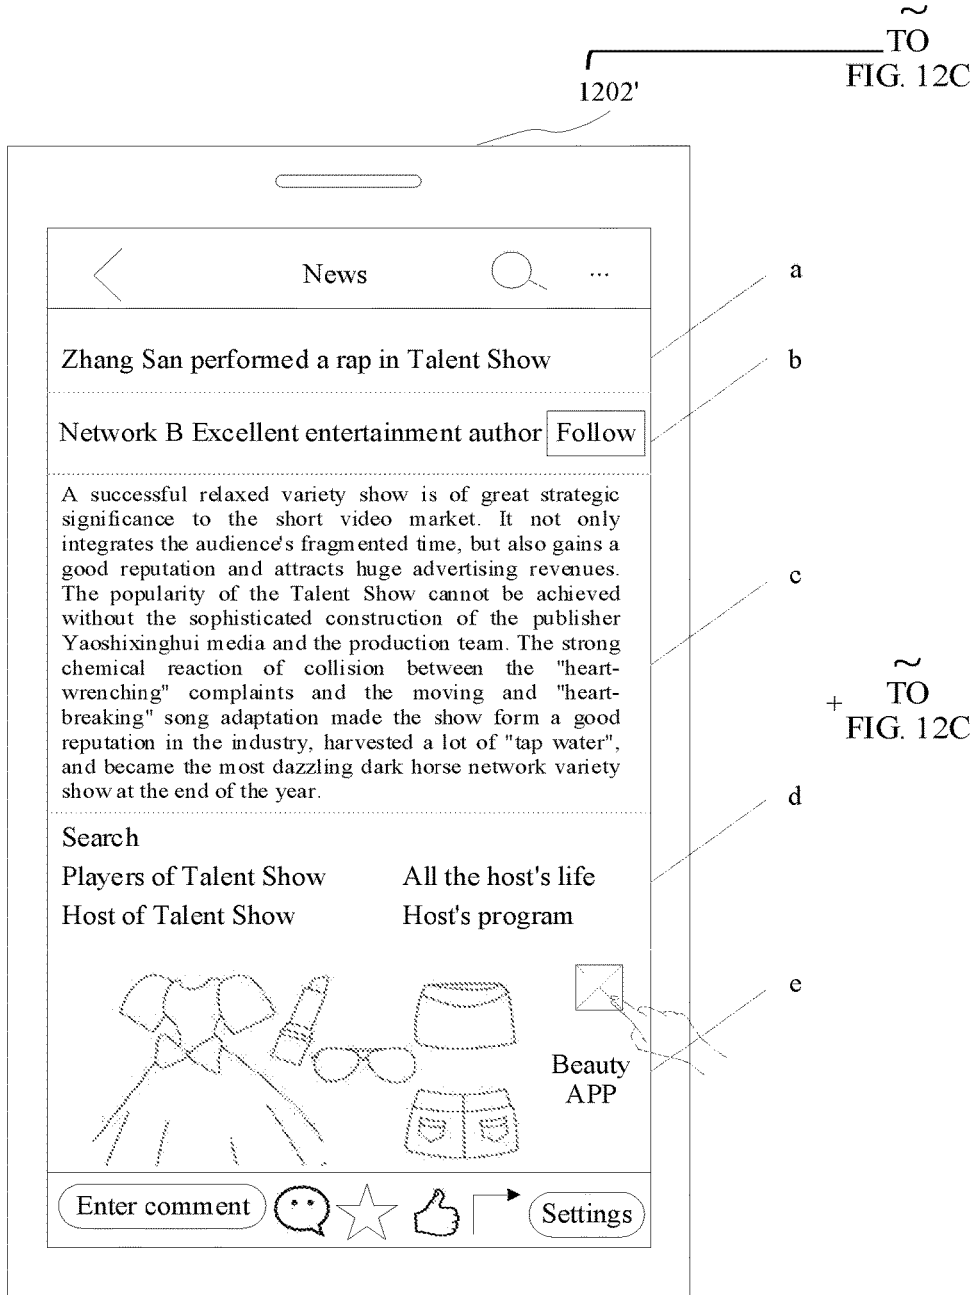 ~
TO
FIG. 12C
1202'
News
...
a
Zhang San performed a rap in Talent Show
b
Network B Excellent entertainment author Follow
A successful relaxed variety show is of great strategic
significance to the short video market. It not only
integrates the audience's fragmented time, but also gains a
good reputation and attracts huge advertising revenues.
The popularity of the Talent Show cannot be achieved
without the sophisticated construction of the publisher
Yaoshixinghui media and the production team. The strong
chemical reaction of collision between the "heart-
wrenching" complaints and the moving and "heart-
breaking" song adaptation made the show form a good
reputation in the industry, harvested a lot of "tap water",
and became the most dazzling dark horse network variety
show at the end of the year.
c
~
+ TO
FIG. 12C
d
Search
Players of Talent Show All the host's life
Host of Talent Show Host's program
e
Beauty
APP
Enter comment Settings